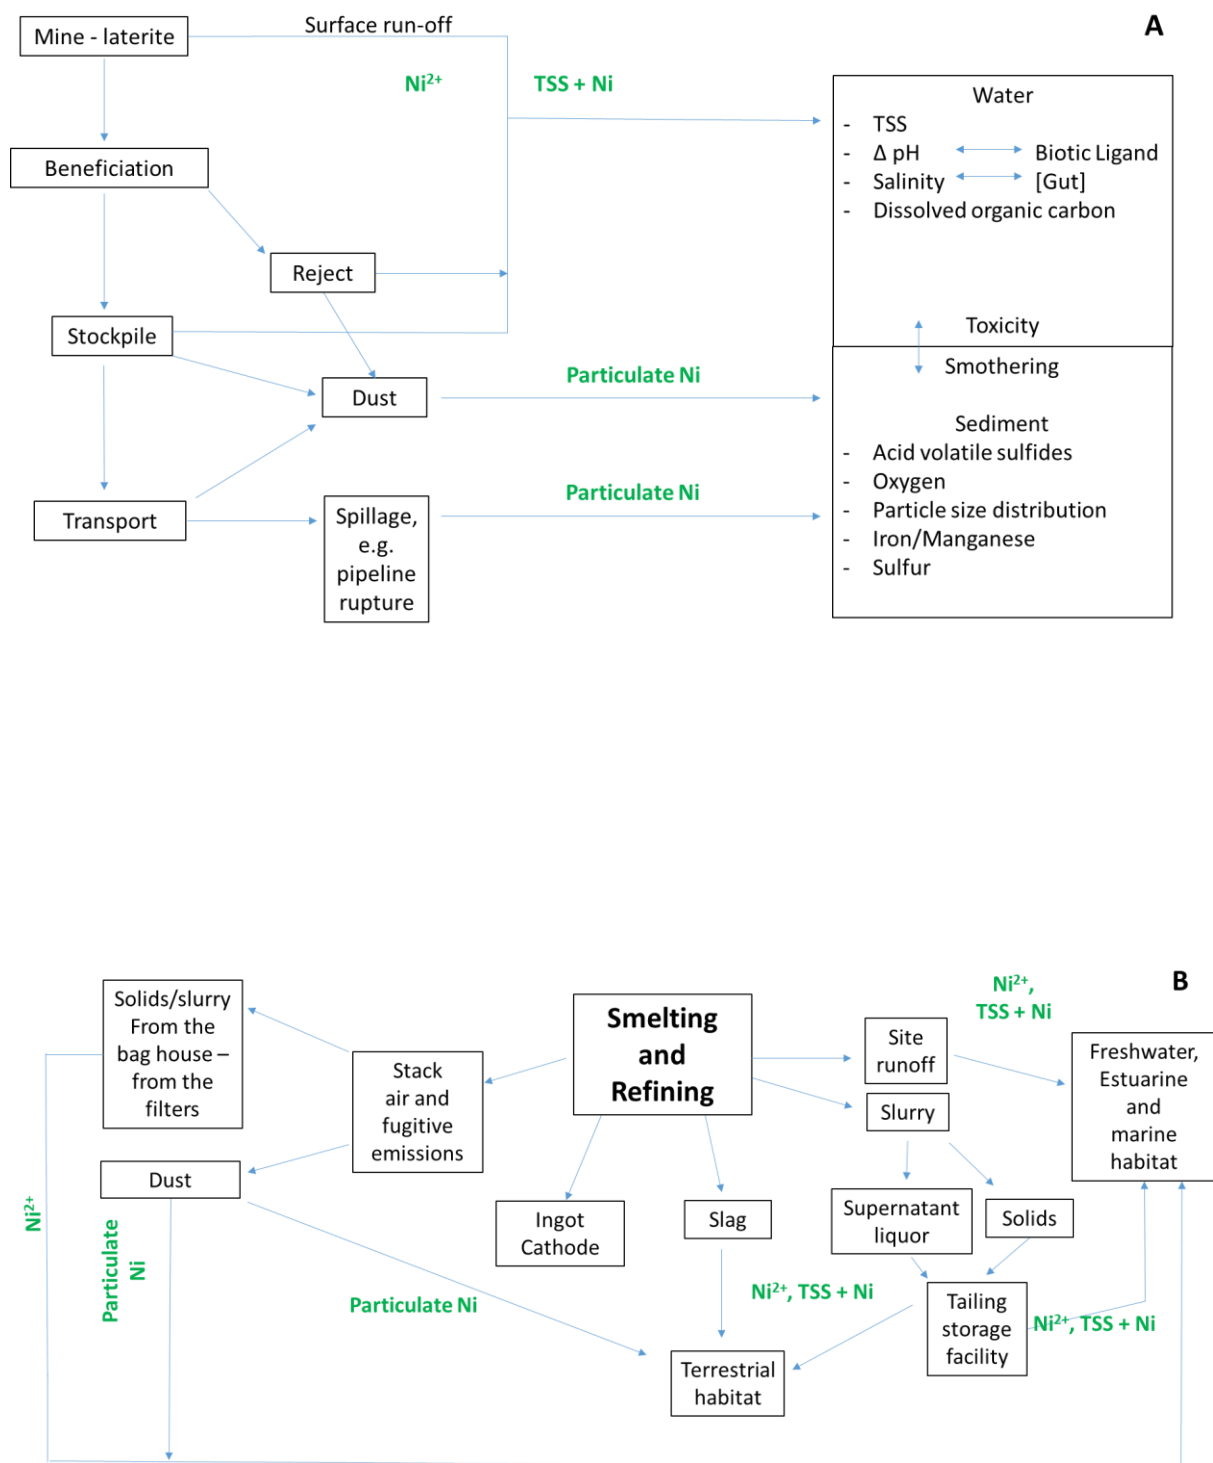 A
Mine - laterite
Surface run-off
Ni²⁺
TSS + Ni
Water
- TSS
- Δ pH
Biotic Ligand
- Salinity
[Gut]
- Dissolved organic carbon
Beneficiation
Reject
Stockpile
Toxicity
Smothering
Dust
Particulate Ni
Sediment
- Acid volatile sulfides
- Oxygen
- Particle size distribution
- Iron/Manganese
- Sulfur
Transport
Spillage,
e.g.
pipeline
rupture
Particulate Ni
B
Solids/slurry
From the
bag house –
from the
filters
Stack
air and
fugitive
emissions
Smelting
and
Refining
Site
runoff
Slurry
Ni²⁺,
TSS + Ni
Freshwater,
Estuarine
and
marine
habitat
Dust
Ni²⁺
Particulate
Ni
Particulate Ni
Ingot
Cathode
Slag
Supernatant
liquor
Solids
Ni²⁺, TSS + Ni
Tailing
storage
facility
Ni²⁺, TSS + Ni
Terrestrial
habitat